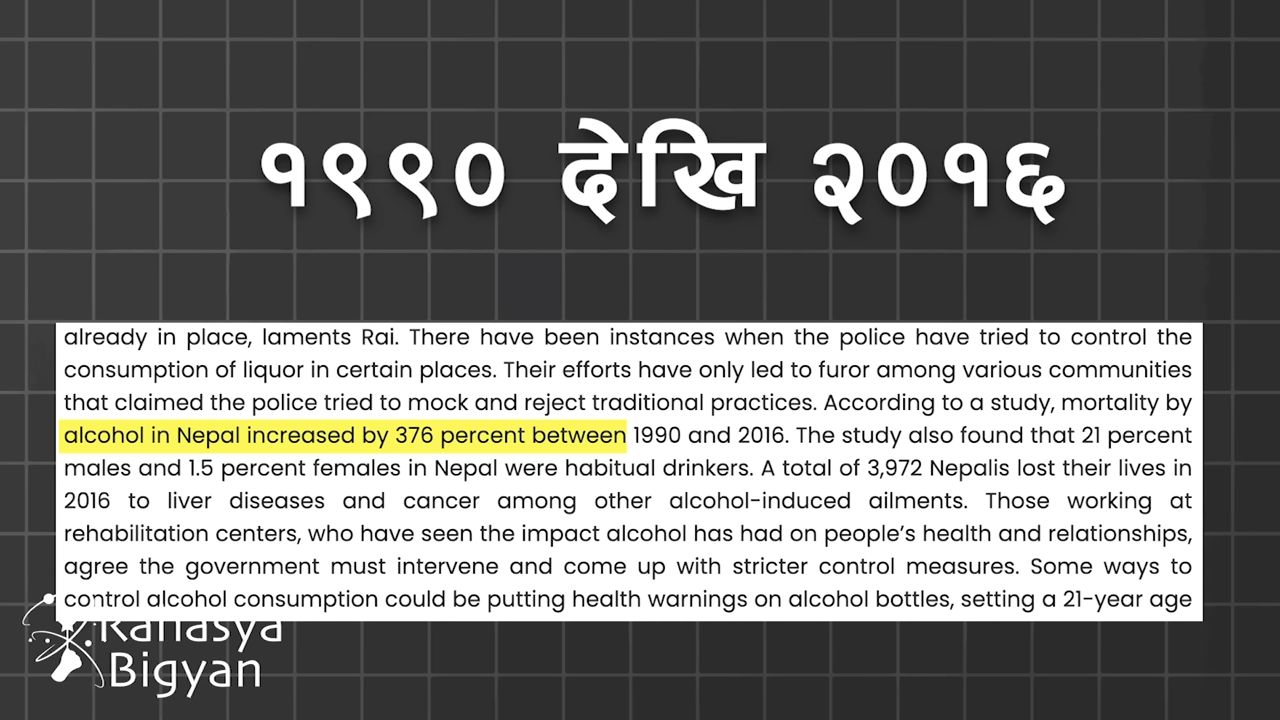 १९९० देखि २०१६
already in place, laments Rai. There have been instances when the police have tried to control the
consumption of liquor in certain places. Their efforts have only led to furor among various communities
that claimed the police tried to mock and reject traditional practices. According to a study, mortality by
alcohol in Nepal increased by 376 percent between 1990 and 2016. The study also found that 21 percent
males and 1.5 percent females in Nepal were habitual drinkers. A total of 3,972 Nepalis lost their lives in
2016 to liver diseases and cancer among other alcohol-induced ailments. Those working at
rehabilitation centers, who have seen the impact alcohol has had on people’s health and relationships,
agree the government must intervene and come up with stricter control measures. Some ways to
control alcohol consumption could be putting health warnings on alcohol bottles, setting a 21-year age
Rahasya
Bigyan